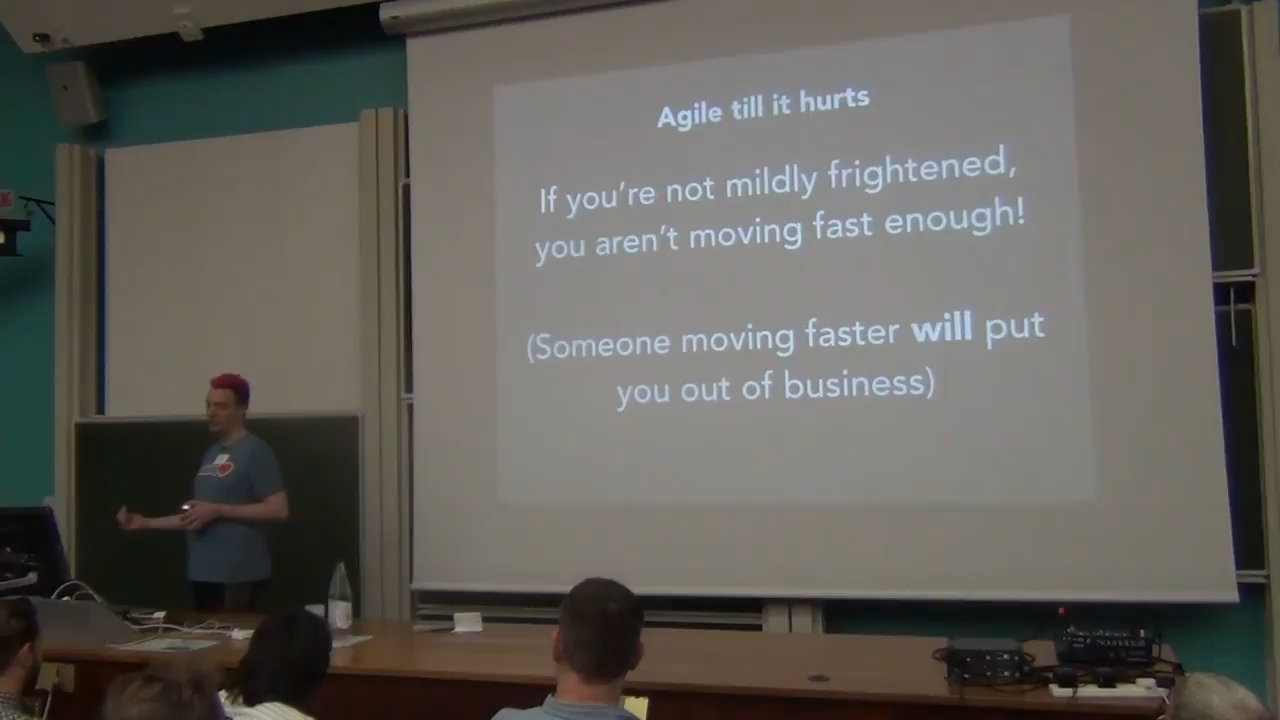 Agile till it hurts
If you're not mildly frightened,
you aren't moving fast enough!
(Someone moving faster will put
you out of business)